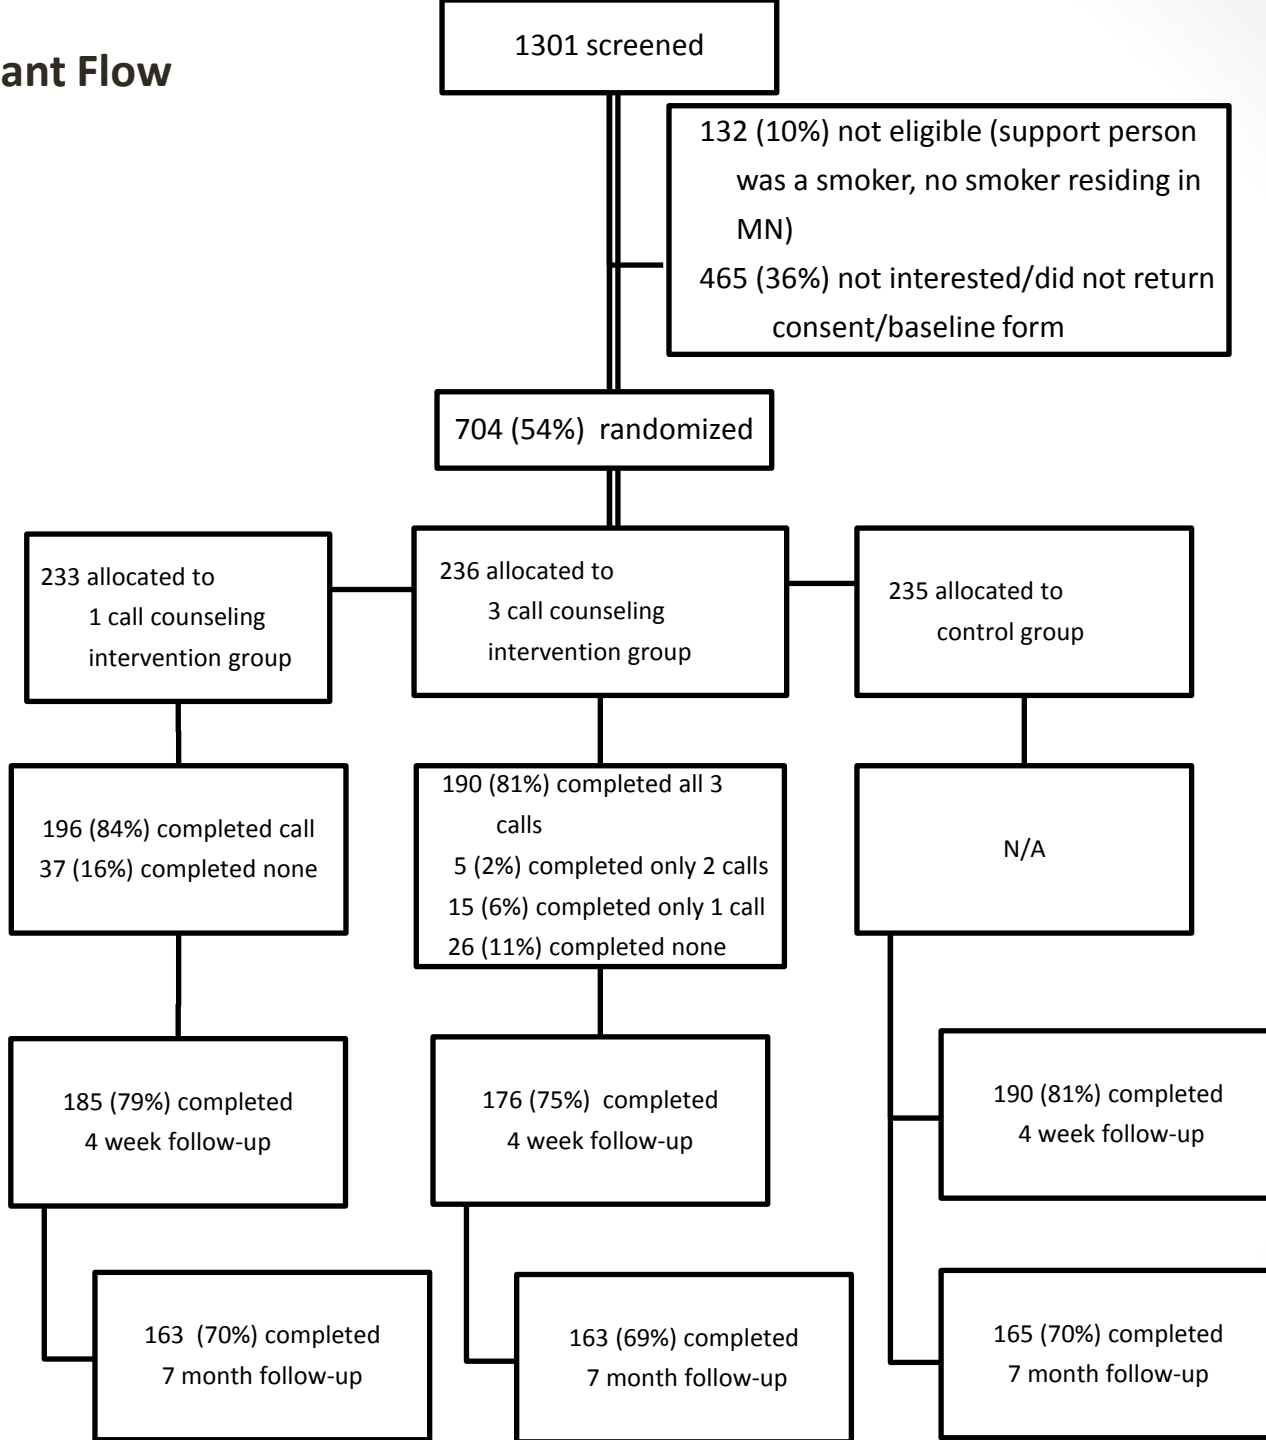 ant Flow
1301 screened
132 (10%) not eligible (support person
was a smoker, no smoker residing in
MN)
465 (36%) not interested/did not return
consent/baseline form
704 (54%) randomized
233 allocated to
1 call counseling
intervention group
236 allocated to
3 call counseling
intervention group
235 allocated to
control group
196 (84%) completed call
37 (16%) completed none
190 (81%) completed all 3
calls
5 (2%) completed only 2 calls
15 (6%) completed only 1 call
26 (11%) completed none
N/A
185 (79%) completed
4 week follow-up
176 (75%) completed
4 week follow-up
190 (81%) completed
4 week follow-up
163 (70%) completed
7 month follow-up
163 (69%) completed
7 month follow-up
165 (70%) completed
7 month follow-up